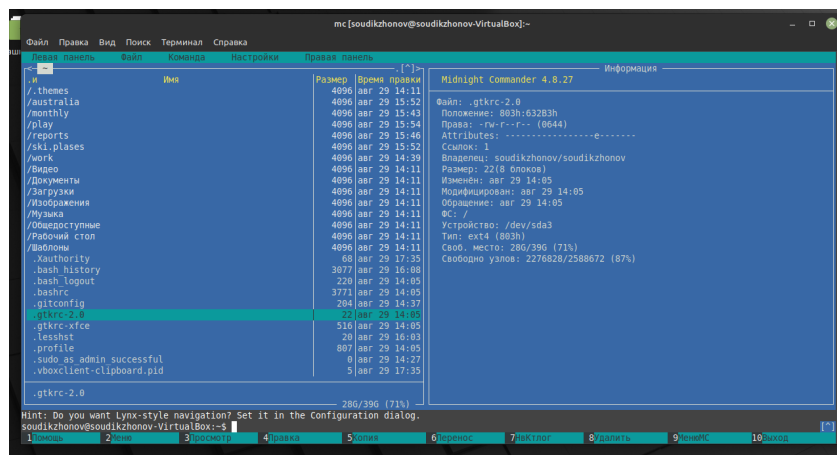 mc [soudikzhonov@soudikzhonov-VirtualBox]:~
Файл Правка Вид Поиск Терминал Справка
Левая панель Файл Команда Настройки Правая панель
<─ ~ .[^]>
.и Имя Размер Время правки
/.themes 4096 авг 29 14:11
/australia 4096 авг 29 15:52
/monthly 4096 авг 29 15:43
/play 4096 авг 29 15:54
/reports 4096 авг 29 15:46
/ski.plases 4096 авг 29 15:52
/work 4096 авг 29 14:39
/Видео 4096 авг 29 14:11
/Документы 4096 авг 29 14:11
/Загрузки 4096 авг 29 14:11
/Изображения 4096 авг 29 14:11
/Музыка 4096 авг 29 14:11
/Общедоступные 4096 авг 29 14:11
/Рабочий стол 4096 авг 29 14:11
/Шаблоны 4096 авг 29 14:11
.Xauthority 68 авг 29 17:35
.bash_history 3077 авг 29 16:08
.bash_logout 220 авг 29 14:05
.bashrc 3771 авг 29 14:05
.gitconfig 204 авг 29 14:37
.gtkrc-2.0 22 авг 29 14:05
.gtkrc-xfce 516 авг 29 14:05
.lesshst 20 авг 29 16:03
.profile 807 авг 29 14:05
.sudo_as_admin_successful 0 авг 29 14:27
.vboxclient-clipboard.pid 5 авг 29 17:35
.gtkrc-2.0
28G/39G (71%)
Информация
Midnight Commander 4.8.27
Файл: .gtkrc-2.0
Положение: 803h:632B3h
Права: -rw-r--r-- (0644)
Attributes: ----------------e-------
Ссылок: 1
Владелец: soudikzhonov/soudikzhonov
Размер: 22(8 блоков)
Изменён: авг 29 14:05
Модифицирован: авг 29 14:05
Обращение: авг 29 14:05
ФС: /
Устройство: /dev/sda3
Тип: ext4 (803h)
Своб. место: 28G/39G (71%)
Свободно узлов: 2276828/2588672 (87%)
Hint: Do you want Lynx-style navigation? Set it in the Configuration dialog.
soudikzhonov@soudikzhonov-VirtualBox:~$ [^]
1Помощь 2Меню 3Просмотр 4Правка 5Копия 6Перенос 7НвКтлог 8Удалить 9МенюMC 10Выход